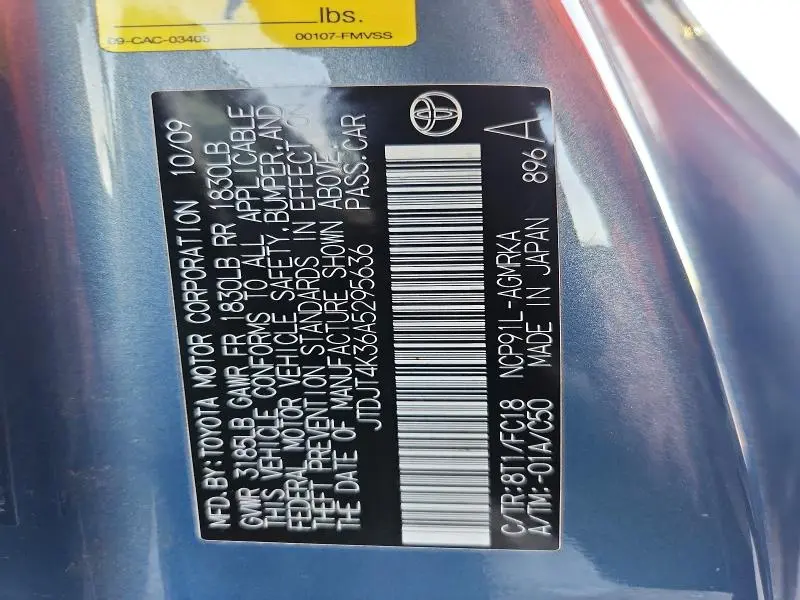 lbs.
09-CAC-03405 00107-FMVSS
MFD.BY:TOYOTA MOTOR CORPORATION 10/09
GVWR 3185LB GAWR FR 1830LB RR 1830LB
THIS VEHICLE CONFORMS TO ALL APPLICABLE
FEDERAL MOTOR VEHICLE SAFETY,BUMPER,AND
THEFT PREVENTION STANDARDS IN EFFECT ON
THE DATE OF MANUFACTURE SHOWN ABOVE.
JTDJT4K36A5295636 PASS.CAR
C/TR:8T1/FC18 NCP91L-AGMRKA
A/TM:-01A/C50 MADE IN JAPAN 896A